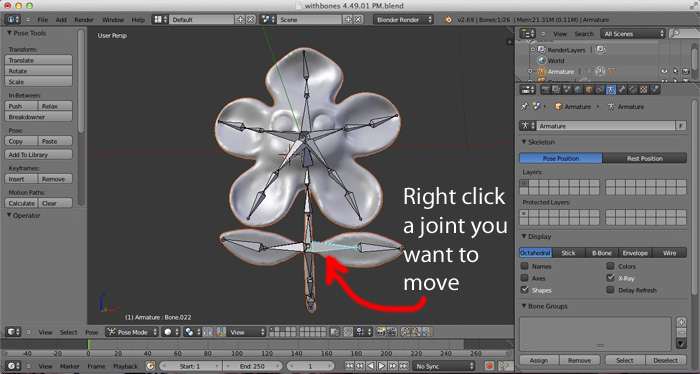 withbones 4.49.01 PM.blend
File Add Render Window Help Default Scene Blender Render v2.69 | Bones:1/26 | Mem:21.31M (0.11M) | Armature
View Search All Scenes
RenderLayers
World
Armature
Pose Tools
Transform:
Translate
Rotate
Scale
In-Between:
Push Relax
Breakdowner
Pose:
Copy Paste
Add To Library
Keyframes:
Insert Remove
Motion Paths:
Calculate Clear
Operator
User Persp
Right click
a joint you
want to
move
(1) Armature : Bone.022
View Select Pose Pose Mode View
Armature Armature
Armature F
Skeleton
Pose Position Rest Position
Layers:
Protected Layers:
Display
Octahedral Stick B-Bone Envelope Wire
Names Colors
Axes X-Ray
Shapes Delay Refresh
Bone Groups
Assign Remove Select Deselect
-40 -20 0 20 40 60 80 100 120 140 160 180 200 220 240 260
View Marker Frame Playback Start: 1 End: 250 1 No Sync